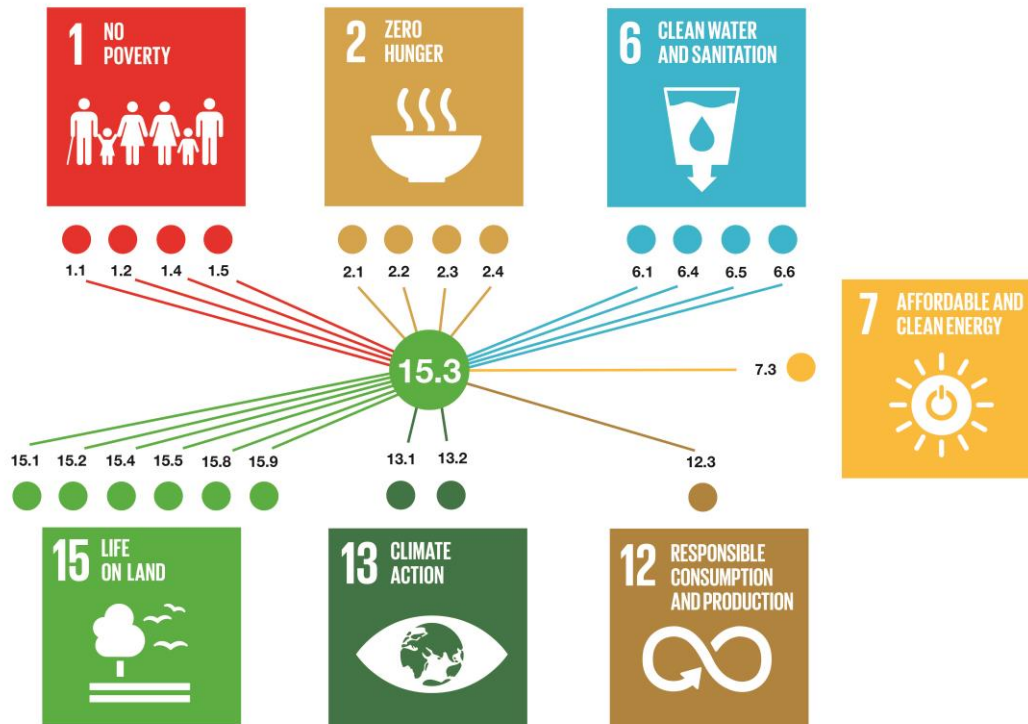 1 NO
POVERTY
2 ZERO
HUNGER
6 CLEAN WATER
AND SANITATION
1.1 1.2 1.4 1.5
2.1 2.2 2.3 2.4
6.1 6.4 6.5 6.6
7 AFFORDABLE AND
CLEAN ENERGY
15.3
7.3
15.1 15.2 15.4 15.5 15.8 15.9
13.1 13.2
12.3
15 LIFE
ON LAND
13 CLIMATE
ACTION
12 RESPONSIBLE
CONSUMPTION
AND PRODUCTION